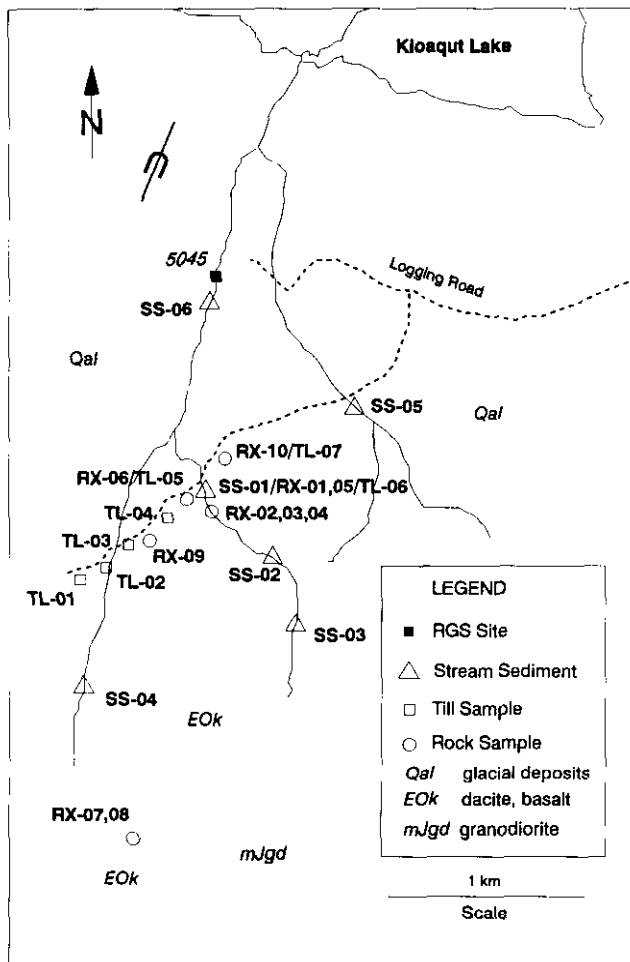 Kloaqut Lake
N
5045
SS-06
Logging Road
Qal
SS-05
Qal
RX-10/TL-07
RX-06/TL-05
SS-01/RX-01,05/TL-06
TL-04
RX-02,03,04
TL-03
RX-09
SS-02
TL-02
TL-01
SS-03
SS-04
EOk
RX-07,08
mJgd
EOk
LEGEND
RGS Site
Stream Sediment
Till Sample
Rock Sample
Qal glacial deposits
EOk dacite, basalt
mJgd granodiorite
1 km
Scale